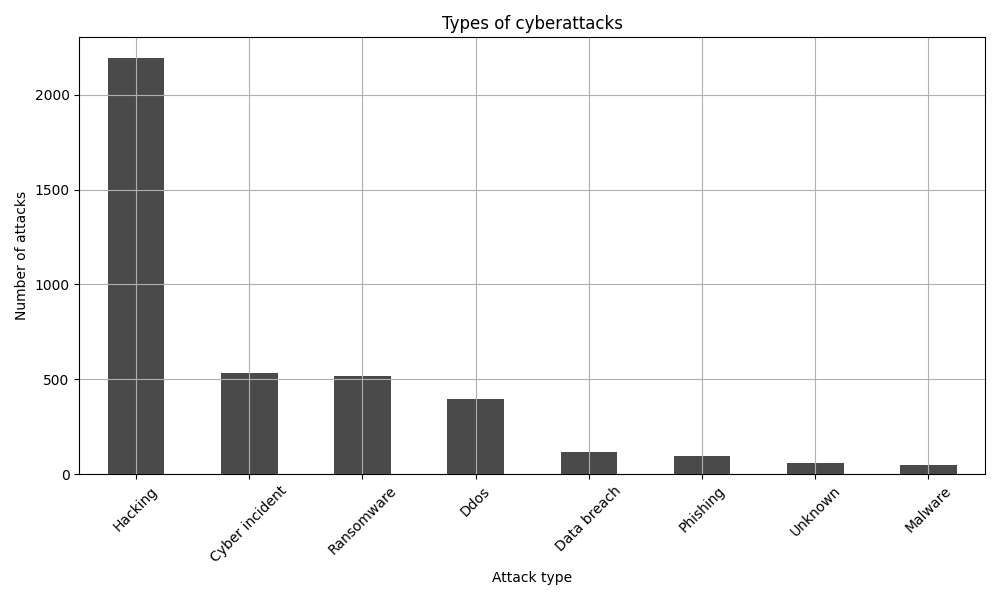 Types of cyberattacks
Number of attacks
2000
1500
1000
500
0
Hacking
Cyber incident
Ransomware
Ddos
Data breach
Phishing
Unknown
Malware
Attack type